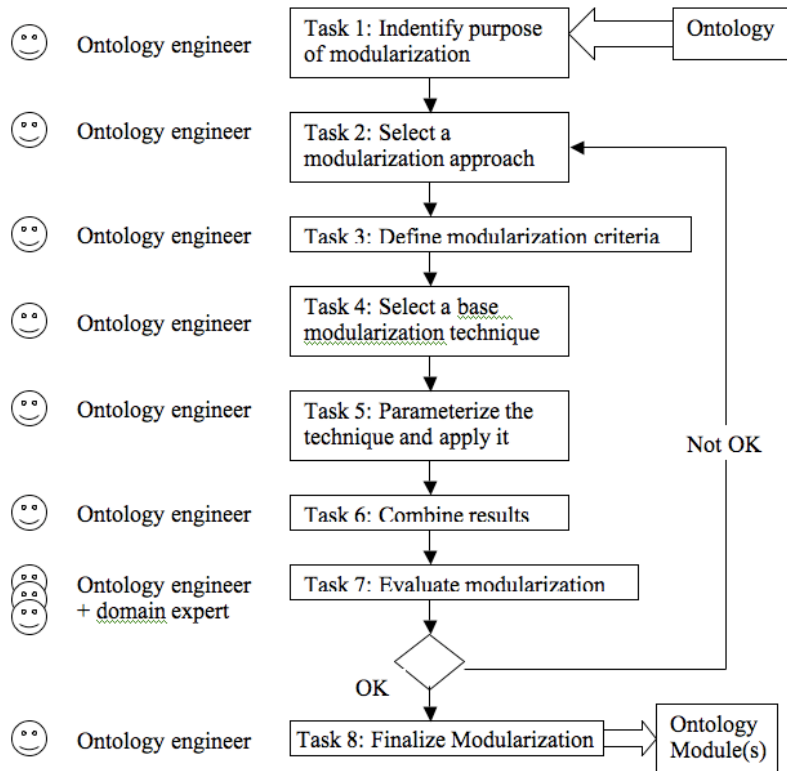 Ontology engineer
Task 1: Indentify purpose
of modularization
Ontology
Ontology engineer
Task 2: Select a
modularization approach
Ontology engineer
Task 3: Define modularization criteria
Ontology engineer
Task 4: Select a base
modularization technique
Ontology engineer
Task 5: Parameterize the
technique and apply it
Not OK
Ontology engineer
Task 6: Combine results
Ontology engineer
+ domain expert
Task 7: Evaluate modularization
OK
Ontology engineer
Task 8: Finalize Modularization
Ontology
Module(s)